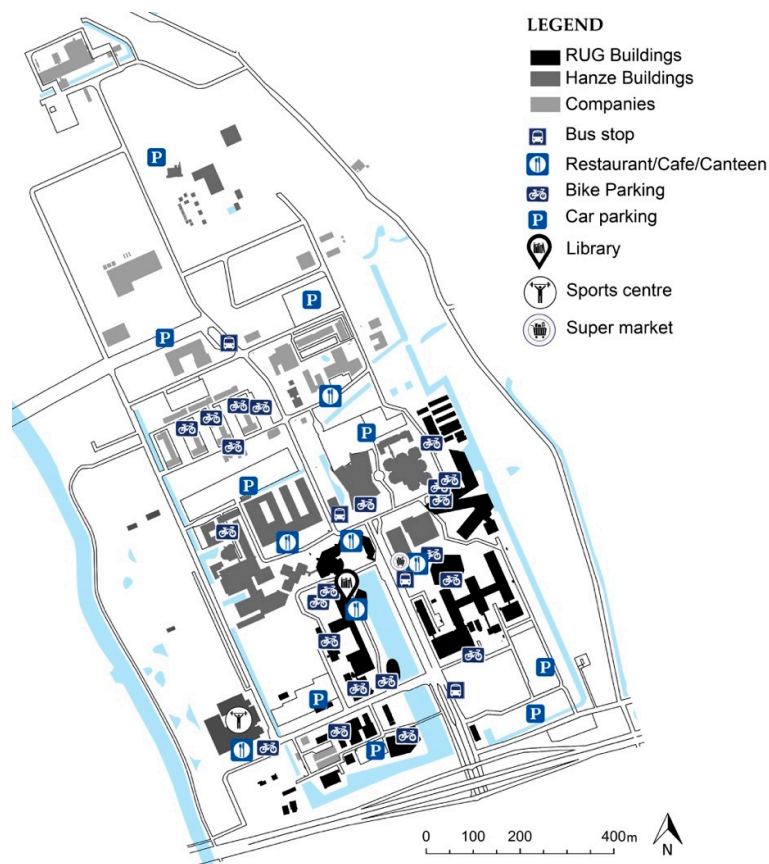 LEGEND
RUG Buildings
Hanze Buildings
Companies
Bus stop
Restaurant/Cafe/Canteen
Bike Parking
P Car parking
Library
Sports centre
Super market
P
P
P
P
P
P
P
P
P
0 100 200 400m
N